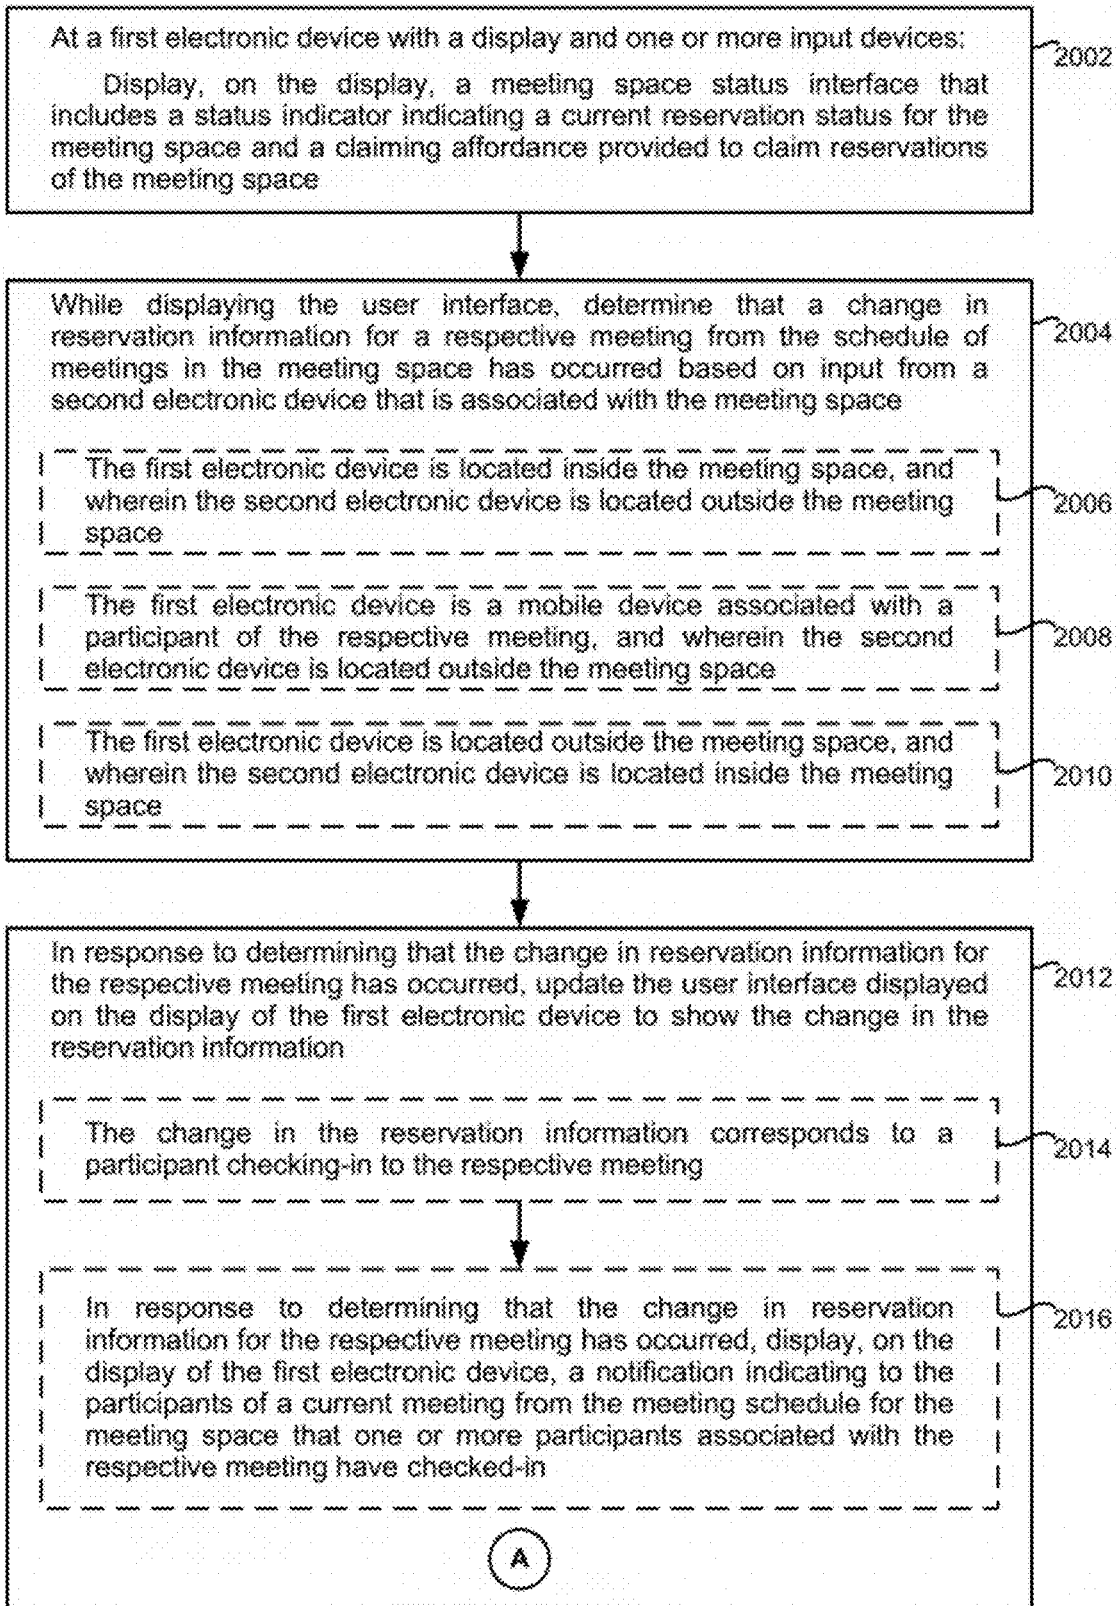 At a first electronic device with a display and one or more input devices:
2002
Display, on the display, a meeting space status interface that
includes a status indicator indicating a current reservation status for the
meeting space and a claiming affordance provided to claim reservations
of the meeting space
While displaying the user interface, determine that a change in
reservation information for a respective meeting from the schedule of
2004
meetings in the meeting space has occurred based on input from a
second electronic device that is associated with the meeting space
The first electronic device is located inside the meeting space, and
wherein the second electronic device is located outside the meeting
2006
space
The first electronic device is a mobile device associated with a
participant of the respective meeting, and wherein the second
2008
electronic device is located outside the meeting space
The first electronic device is located outside the meeting space, and
wherein the second electronic device is located inside the meeting
2010
space
In response to determining that the change in reservation information for
2012
the respective meeting has occurred, update the user interface displayed
on the display of the first electronic device to show the change in the
reservation information
The change in the reservation information corresponds to a
2014
participant checking-in to the respective meeting
In response to determining that the change in reservation
2016
information for the respective meeting has occurred, display, on the
display of the first electronic device, a notification indicating to the
participants of a current meeting from the meeting schedule for the
meeting space that one or more participants associated with the
respective meeting have checked-in
A